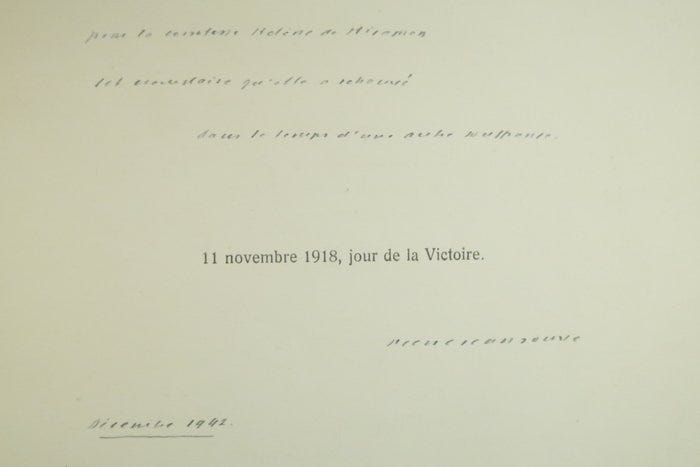 pour la comtesse Hélène de Miramon
cet exemplaire qu'elle a retrouvé
dans le temps d'une autre souffrance.
11 novembre 1918, jour de la Victoire.
pierre jean jouve
Décembre 1942.